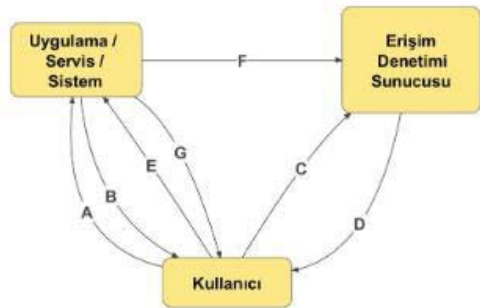 Uygulama /
Servis /
Sistem
F
Erişim
Denetimi
Sunucusu
G
E
C
B
A
D
Kullanıcı